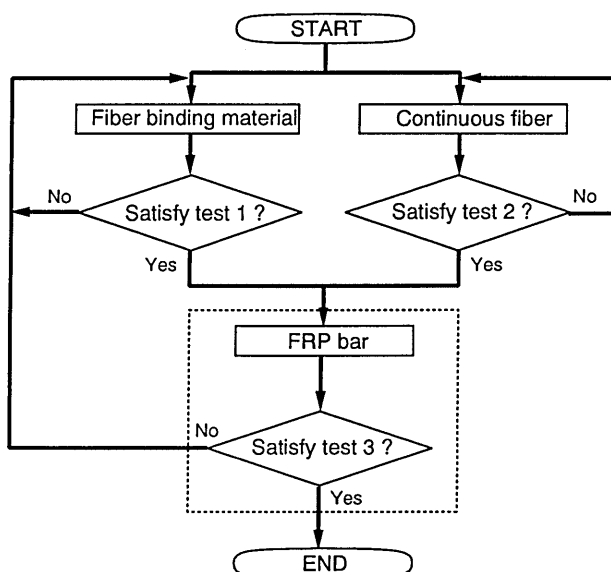 START
Fiber binding material
Continuous fiber
No
Satisfy test 1 ?
Satisfy test 2 ?
No
Yes
Yes
FRP bar
No
Satisfy test 3 ?
Yes
END